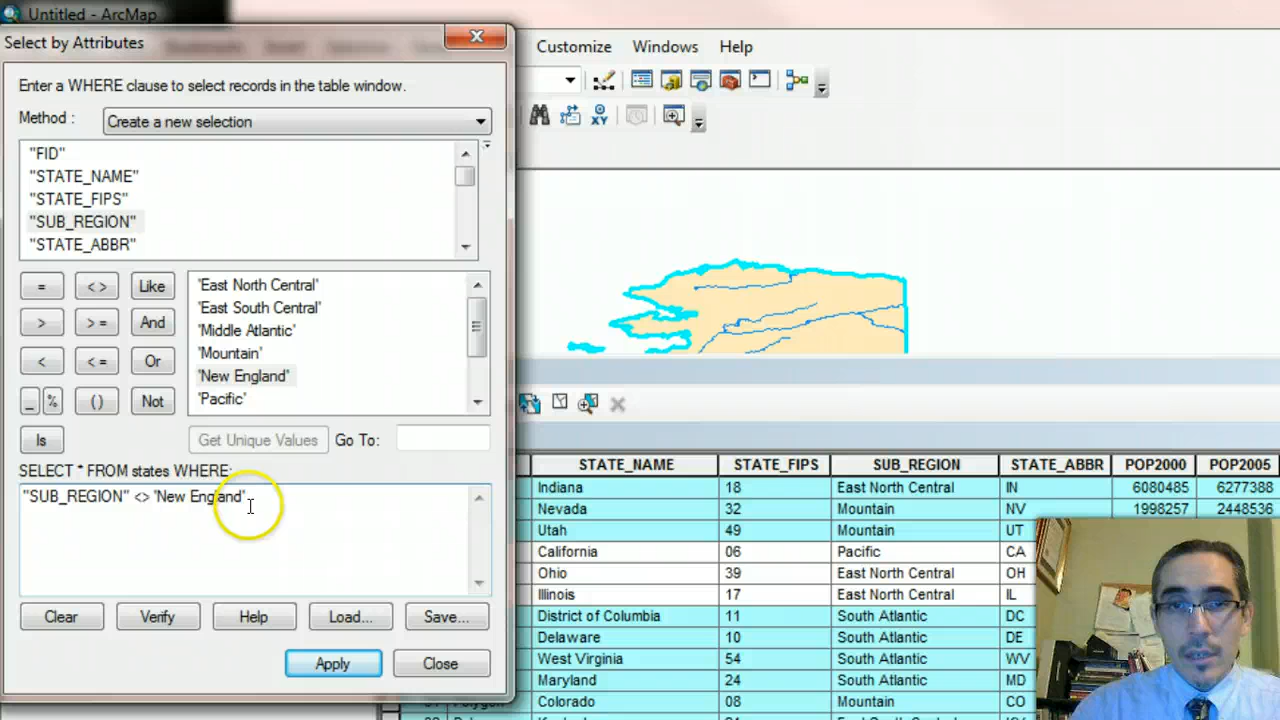 Untitled - ArcMap
Select by Attributes
Customize Windows Help
Enter a WHERE clause to select records in the table window.
Method : Create a new selection
"FID"
"STATE_NAME"
"STATE_FIPS"
"SUB_REGION"
"STATE_ABBR"
= < > Like
> > = And
< < = Or
_ % ( ) Not
Is
'East North Central'
'East South Central'
'Middle Atlantic'
'Mountain'
'New England'
'Pacific'
Get Unique Values Go To:
SELECT * FROM states WHERE:
"SUB_REGION" <> 'New England'
Clear Verify Help Load... Save...
Apply Close
XY
STATE_NAME STATE_FIPS SUB_REGION STATE_ABBR POP2000 POP2005
Indiana 18 East North Central IN 6080485 6277388
Nevada 32 Mountain NV 1998257 2448536
Utah 49 Mountain UT
California 06 Pacific CA
Ohio 39 East North Central OH
Illinois 17 East North Central IL
District of Columbia 11 South Atlantic DC
Delaware 10 South Atlantic DE
West Virginia 54 South Atlantic WV
Maryland 24 South Atlantic MD
Colorado 08 Mountain CO